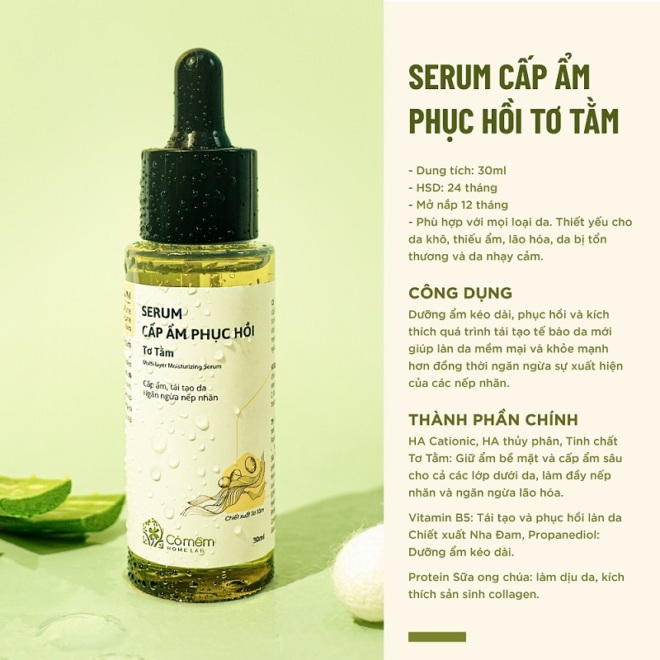 SERUM CẤP ẨM
PHỤC HỒI TƠ TẰM
- Dung tích: 30ml
- HSD: 24 tháng
- Mở nắp 12 tháng
- Phù hợp với mọi loại da. Thiết yếu cho
da khô, thiếu ẩm, lão hóa, da bị tổn
thương và da nhạy cảm.
CÔNG DỤNG
Dưỡng ẩm kéo dài, phục hồi và kích
thích quá trình tái tạo tế bào da mới
giúp làn da mềm mại và khỏe mạnh
hơn đồng thời ngăn ngừa sự xuất hiện
của các nếp nhăn.
THÀNH PHẦN CHÍNH
HA Cationic, HA thủy phân, Tinh chất
Tơ Tằm: Giữ ẩm bề mặt và cấp ẩm sâu
cho cả các lớp dưới da, làm đầy nếp
nhăn và ngăn ngừa lão hóa.
Vitamin B5: Tái tạo và phục hồi làn da
Chiết xuất Nha Đam, Propanediol:
Dưỡng ẩm kéo dài.
Protein Sữa ong chúa: làm dịu da, kích
thích sản sinh collagen.
SERUM
CẤP ẨM PHỤC HỒI
Tơ Tằm
Multi-layer Moisturizing Serum
Cấp ẩm, tái tạo da
Ngăn ngừa nếp nhăn
Chiết xuất Tơ tằm
Cỏ mềm
HOME LAB
30ml